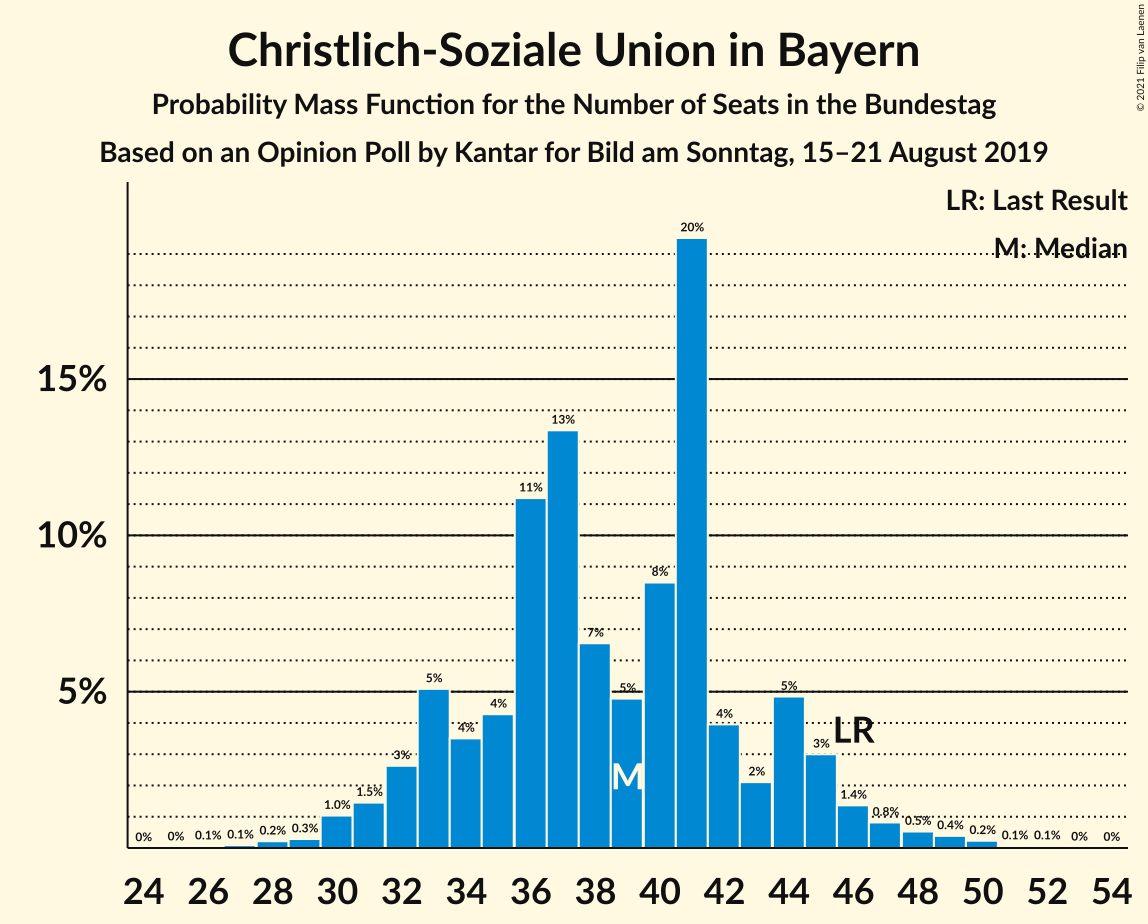 Christlich-Soziale Union in Bayern
Probability Mass Function for the Number of Seats in the Bundestag
Based on an Opinion Poll by Kantar for Bild am Sonntag, 15–21 August 2019
© 2021 Filip van Laenen
LR: Last Result
M: Median
15%
10%
5%
0% 0% 0.1% 0.1% 0.2% 0.3% 1.0% 1.5% 3% 5% 4% 4% 11% 13% 7% 5% 8% 20% 4% 2% 5% 3% 1.4% 0.8% 0.5% 0.4% 0.2% 0.1% 0.1% 0% 0%
LR
M
24 26 28 30 32 34 36 38 40 42 44 46 48 50 52 54